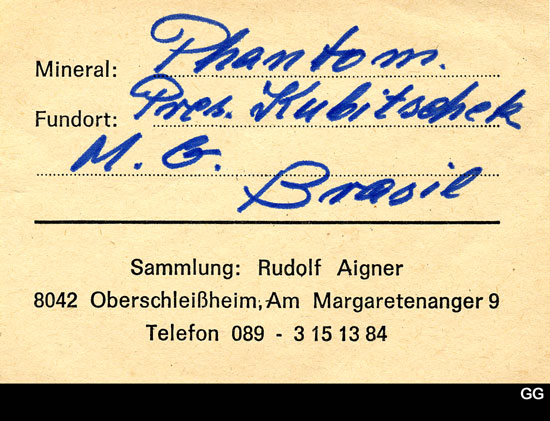 Mineral: Phantom.
Fundort: Pres. Kubitschek
M. G.
Brasil
Sammlung: Rudolf Aigner
8042 Oberschleißheim, Am Margaretenanger 9
Telefon 089 - 3 15 13 84
GG